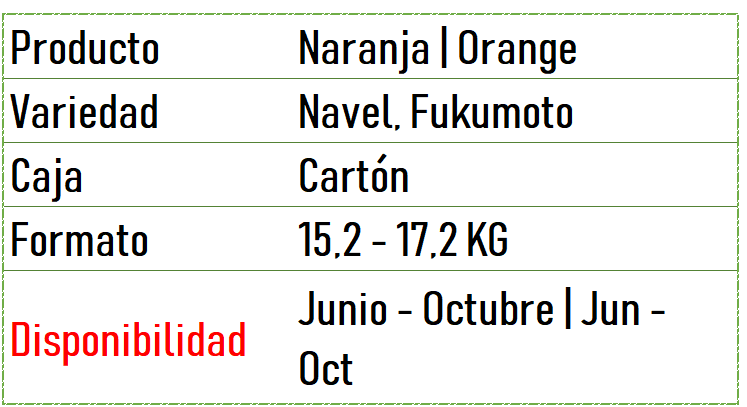 Producto Naranja | Orange
Variedad Navel, Fukumoto
Caja Cartón
Formato 15,2 - 17,2 KG
Disponibilidad Junio - Octubre | Jun -
Oct